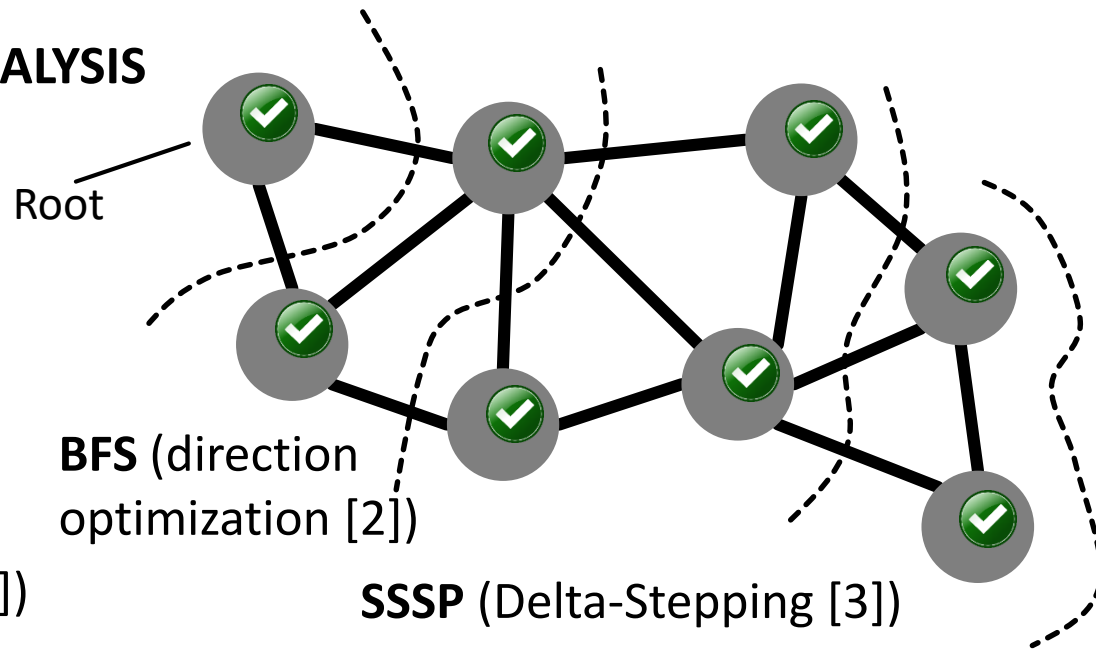 ALYSIS
Root
BFS (direction
optimization [2])
])
SSSP (Delta-Stepping [3])